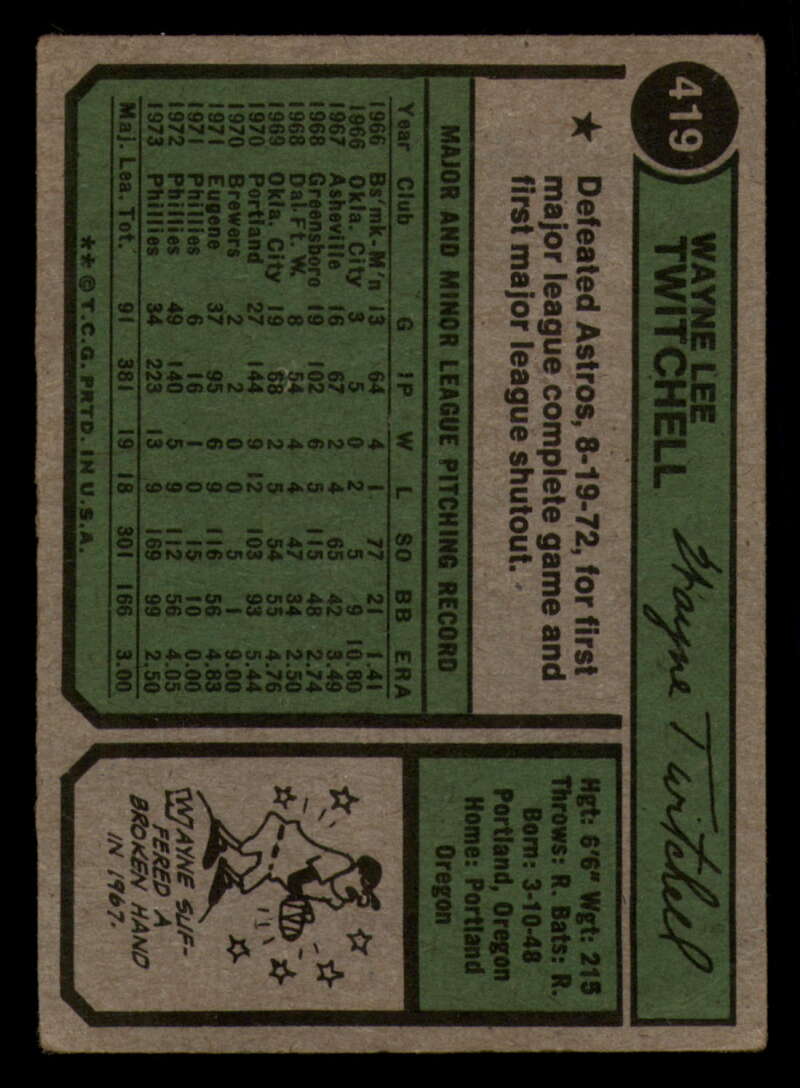 419
WAYNE LEE
TWITCHELL
Wayne Twitchell
★ Defeated Astros, 8-19-72, for first
major league complete game and
first major league shutout.
MAJOR AND MINOR LEAGUE PITCHING RECORD
Year Club G IP W L SO BB ERA
1966 Bs'mk-M'n 13 64 4 1 77 21 1.41
1966 Okla. City 3 5 0 2 5 9 10.80
1967 Asheville 16 67 2 4 65 42 3.49
1968 Greensboro 19 102 6 5 115 48 2.74
1968 Dal-Ft. W. 8 54 4 4 47 34 2.50
1969 Okla. City 19 68 2 5 54 55 4.76
1970 Portland 27 144 9 12 103 93 5.44
1970 Brewers 2 2 0 0 5 1 9.00
1971 Eugene 37 95 6 9 116 56 4.83
1971 Phillies 6 16 1 0 15 10 0.00
1972 Phillies 49 140 5 9 112 56 4.05
1973 Phillies 34 223 13 9 169 99 2.50
Maj. Lea. Tot. 91 381 19 18 301 166 3.00
**©T.C.G. PRTD. IN U.S.A.
Hgt: 6'6" Wgt: 215
Throws: R. Bats: R.
Born: 3-10-48
Portland, Oregon
Home: Portland
Oregon
WAYNE SUF-
FERED A
BROKEN HAND
IN 1967.